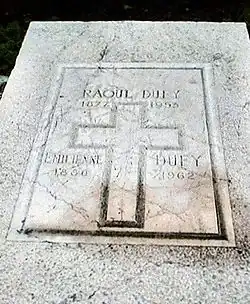 RAOUL DUFY
1877 1953
EMILIENNE DUFY
1880 1962